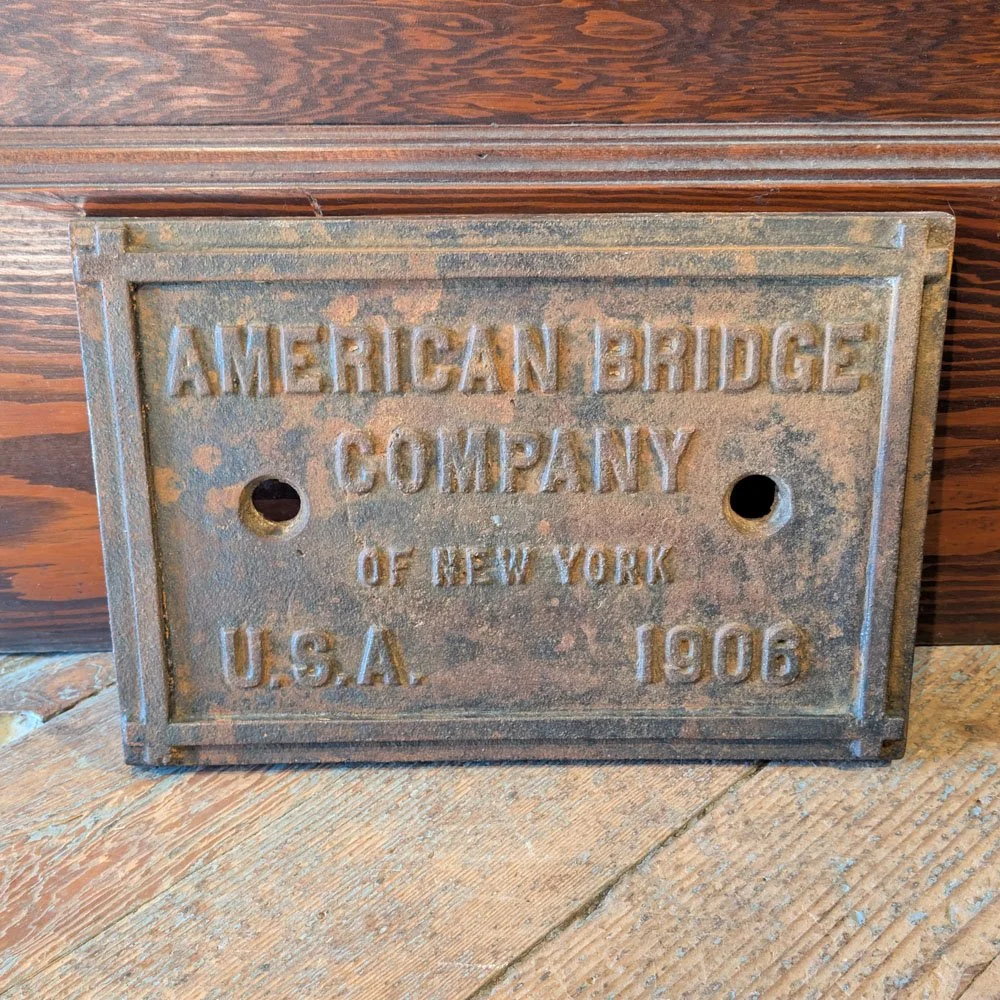 AMERICAN BRIDGE
COMPANY
OF NEW YORK
U.S.A. 1906